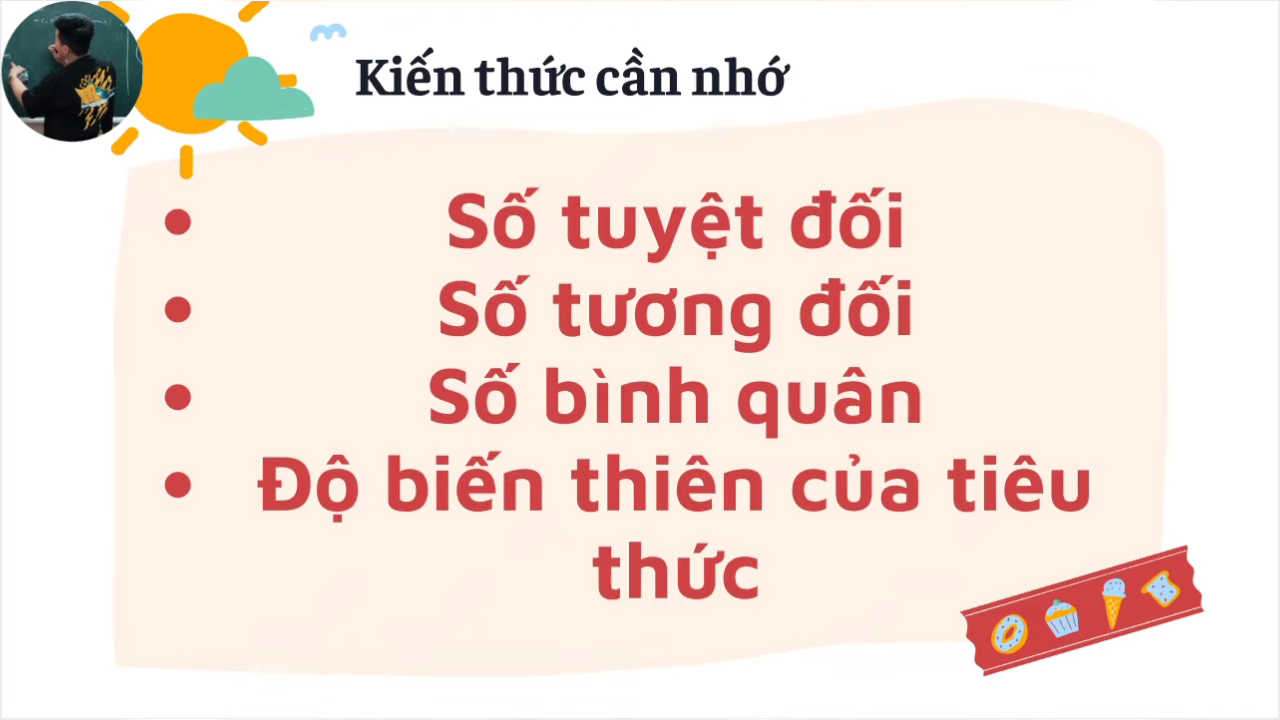 Kiến thức cần nhớ
• Số tuyệt đối
• Số tương đối
• Số bình quân
• Độ biến thiên của tiêu
thức